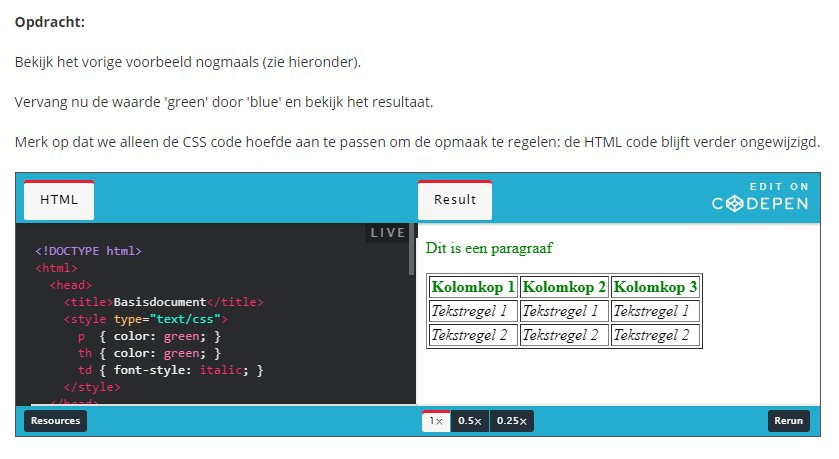 Opdracht:
Bekijk het vorige voorbeeld nogmaals (zie hieronder).
Vervang nu de waarde 'green' door 'blue' en bekijk het resultaat.
Merk op dat we alleen de CSS code hoefde aan te passen om de opmaak te regelen: de HTML code blijft verder ongewijzigd.
HTML
Result
EDIT ON
CODEPEN
LIVE
<!DOCTYPE html>
<html>
<head>
<title>Basisdocument</title>
<style type="text/css">
p { color: green; }
th { color: green; }
td { font-style: italic; }
</style>
</head>
Dit is een paragraaf
Kolomkop 1 Kolomkop 2 Kolomkop 3
Tekstregel 1 Tekstregel 1 Tekstregel 1
Tekstregel 2 Tekstregel 2 Tekstregel 2
Resources
1x 0.5x 0.25x
Rerun